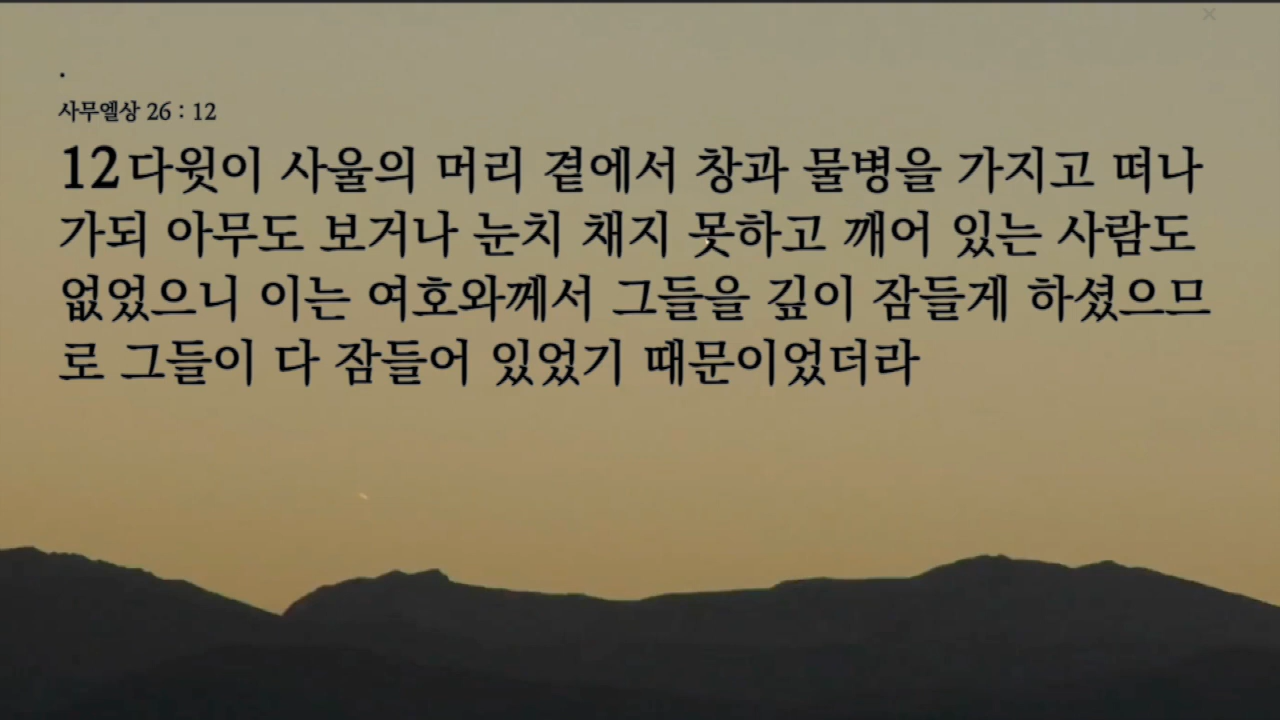 .
사무엘상 26 : 12
12다윗이 사울의 머리 곁에서 창과 물병을 가지고 떠나
가되 아무도 보거나 눈치 채지 못하고 깨어 있는 사람도
없었으니 이는 여호와께서 그들을 깊이 잠들게 하셨으므
로 그들이 다 잠들어 있었기 때문이었더라